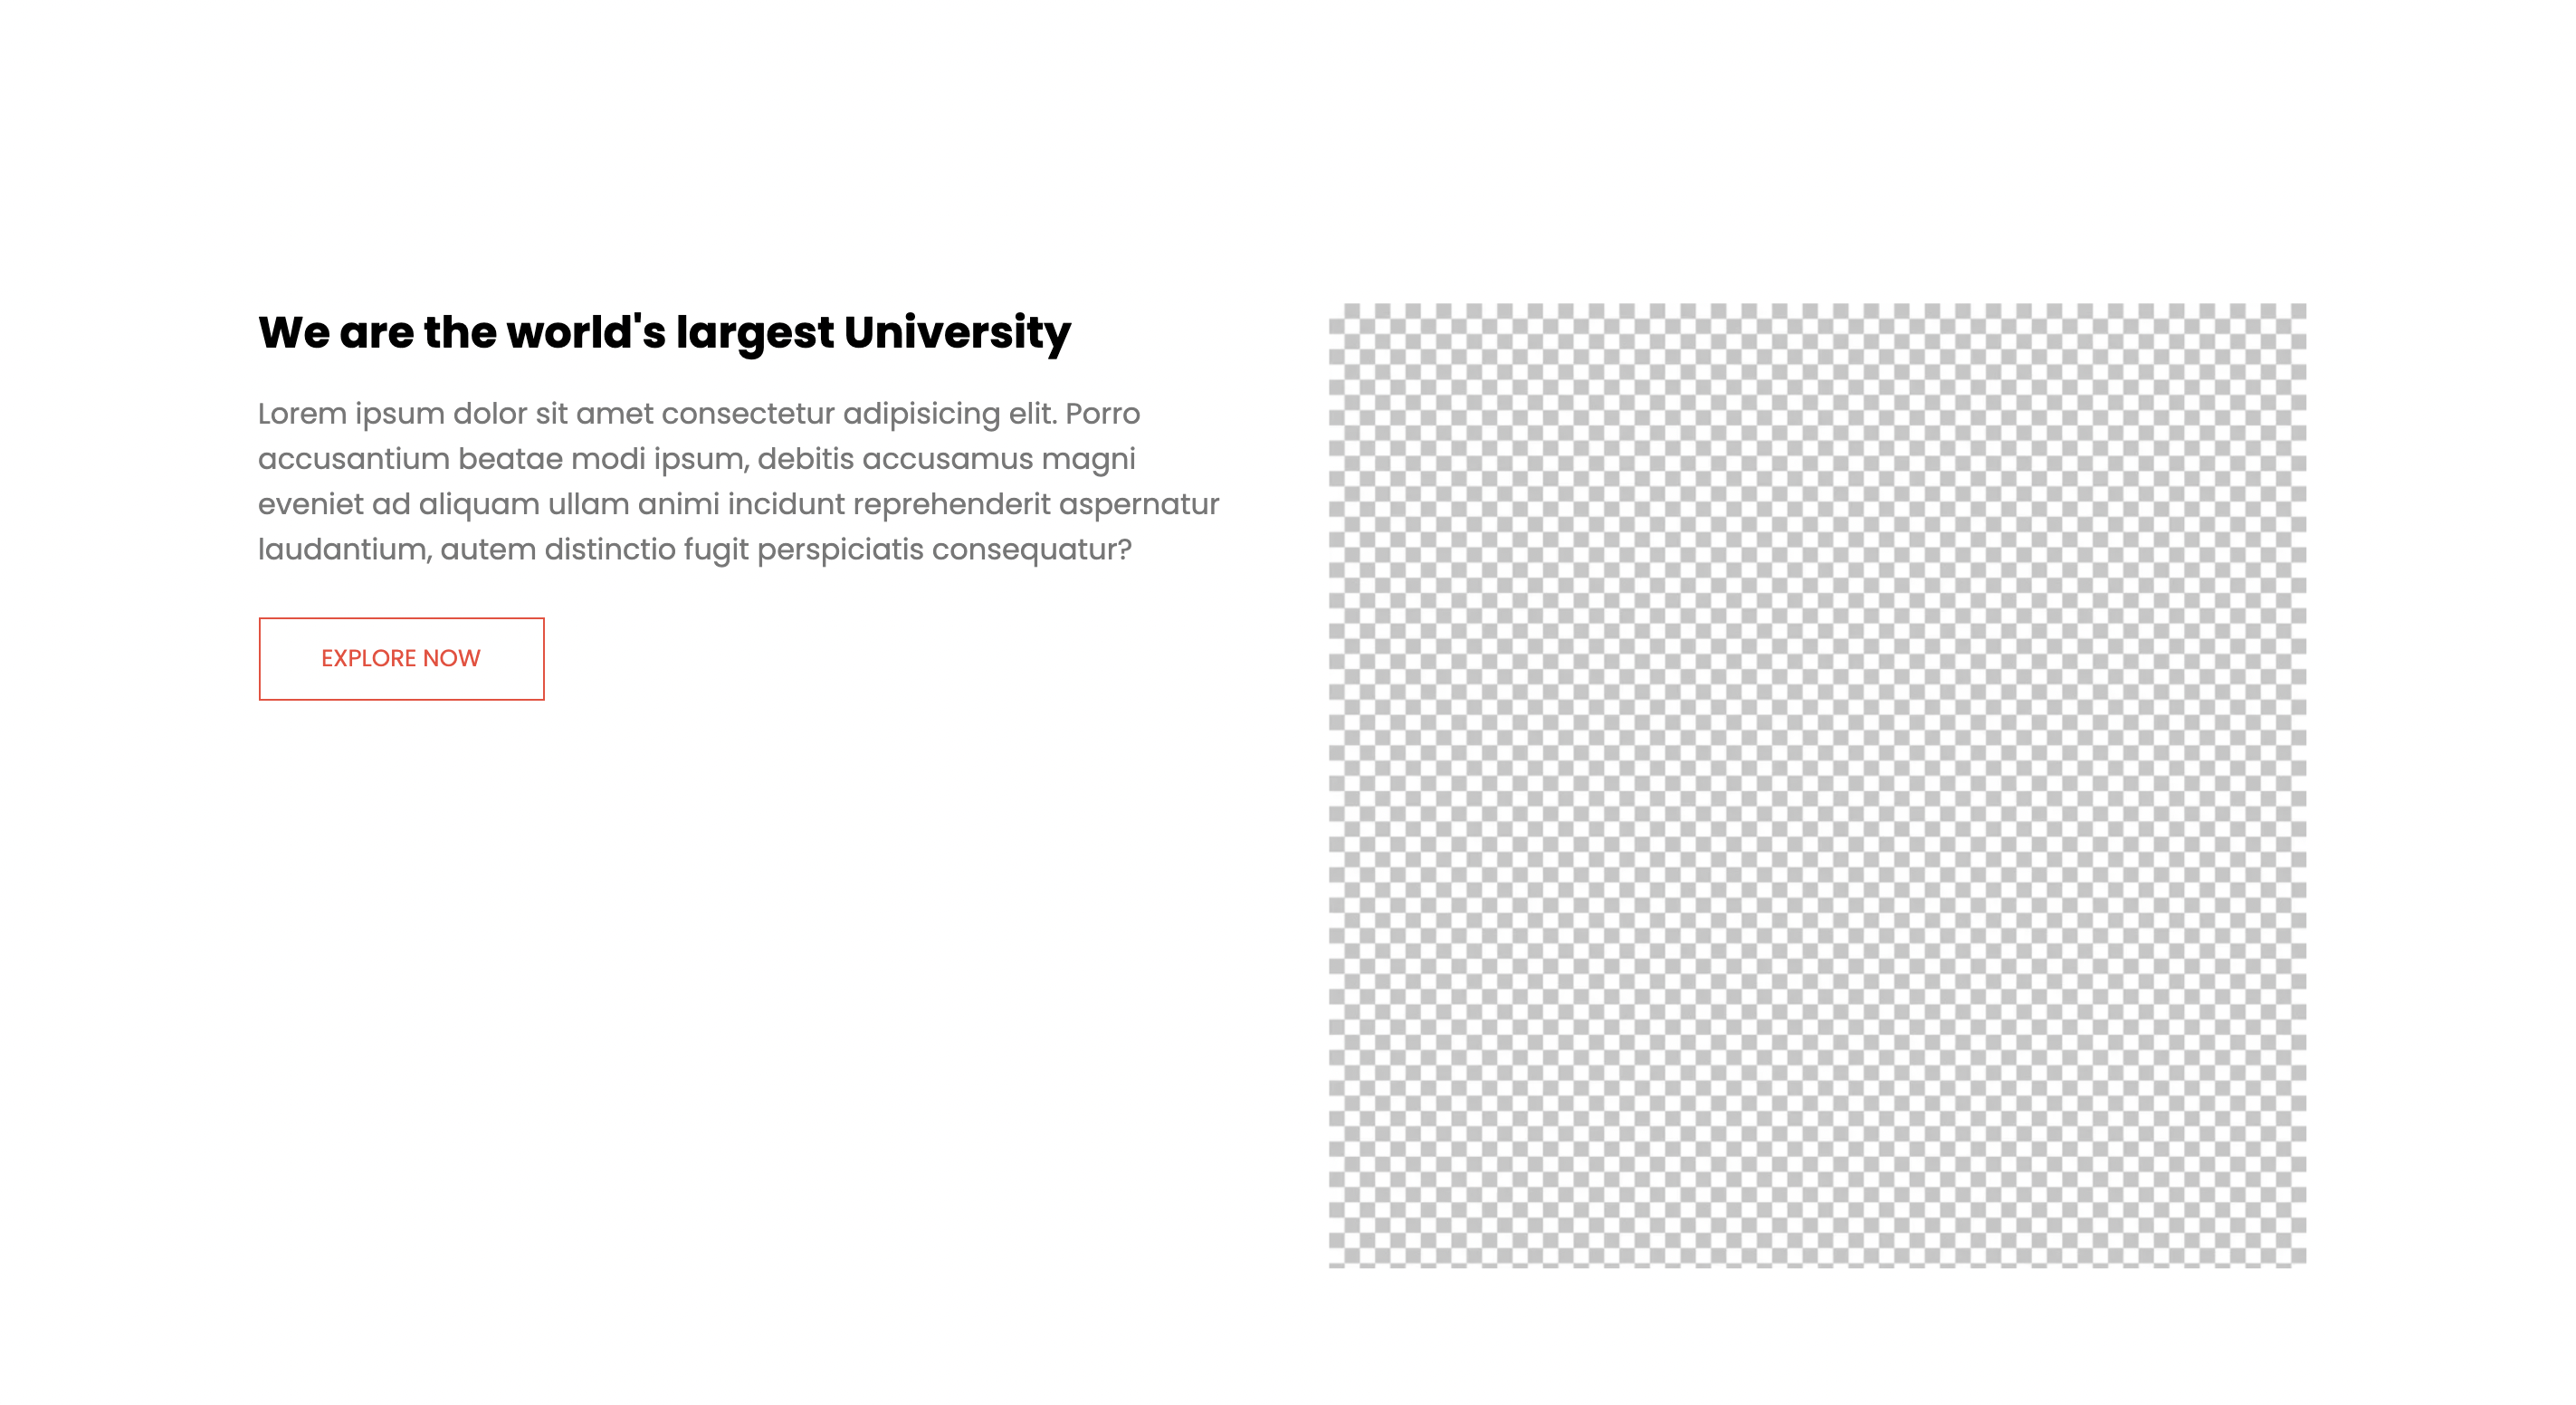 We are the world's largest University
Lorem ipsum dolor sit amet consectetur adipisicing elit. Porro
accusantium beatae modi ipsum, debitis accusamus magni
eveniet ad aliquam ullam animi incidunt reprehenderit aspernatur
laudantium, autem distinctio fugit perspiciatis consequatur?
EXPLORE NOW